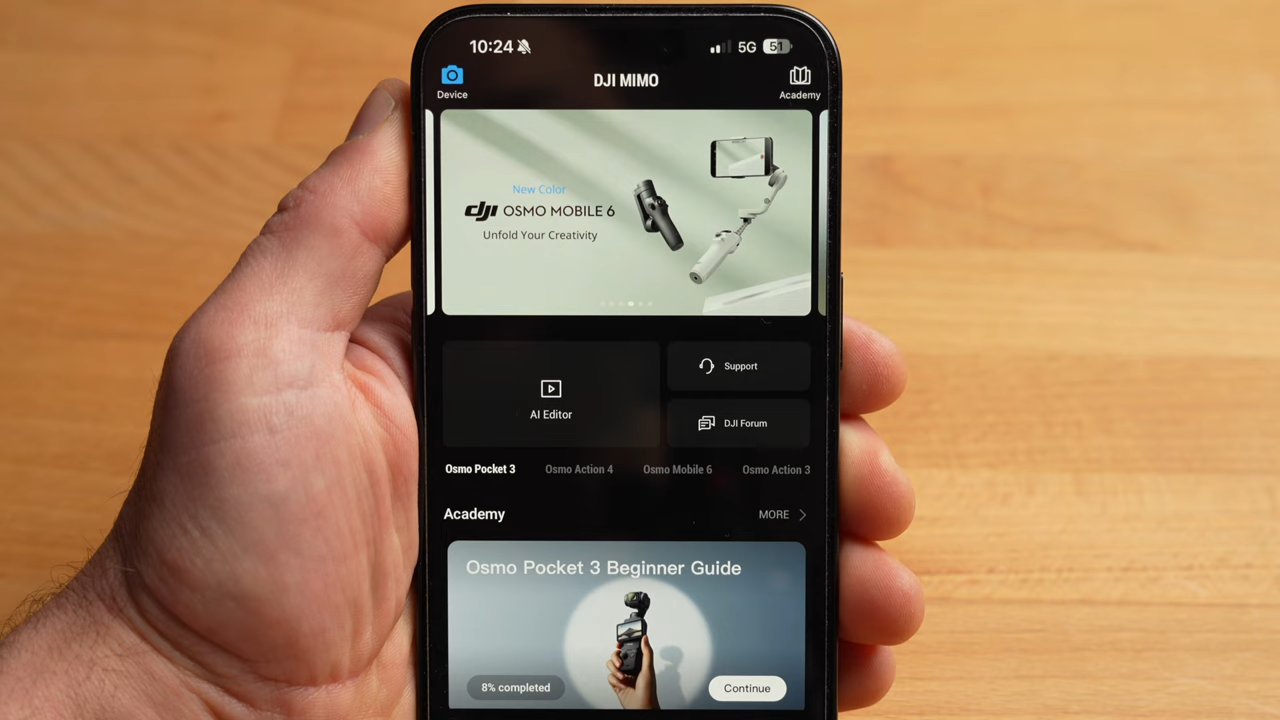 10:24
5G
51
Device
DJI MIMO
Academy
New Color
dji OSMO MOBILE 6
Unfold Your Creativity
AI Editor
Support
DJI Forum
Osmo Pocket 3
Osmo Action 4
Osmo Mobile 6
Osmo Action 3
Academy
MORE
Osmo Pocket 3 Beginner Guide
8% completed
Continue